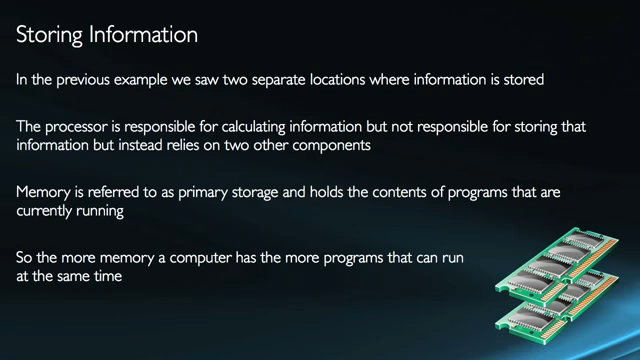 Storing Information
In the previous example we saw two separate locations where information is stored
The processor is responsible for calculating information but not responsible for storing that
information but instead relies on two other components
Memory is referred to as primary storage and holds the contents of programs that are
currently running
So the more memory a computer has the more programs that can run
at the same time